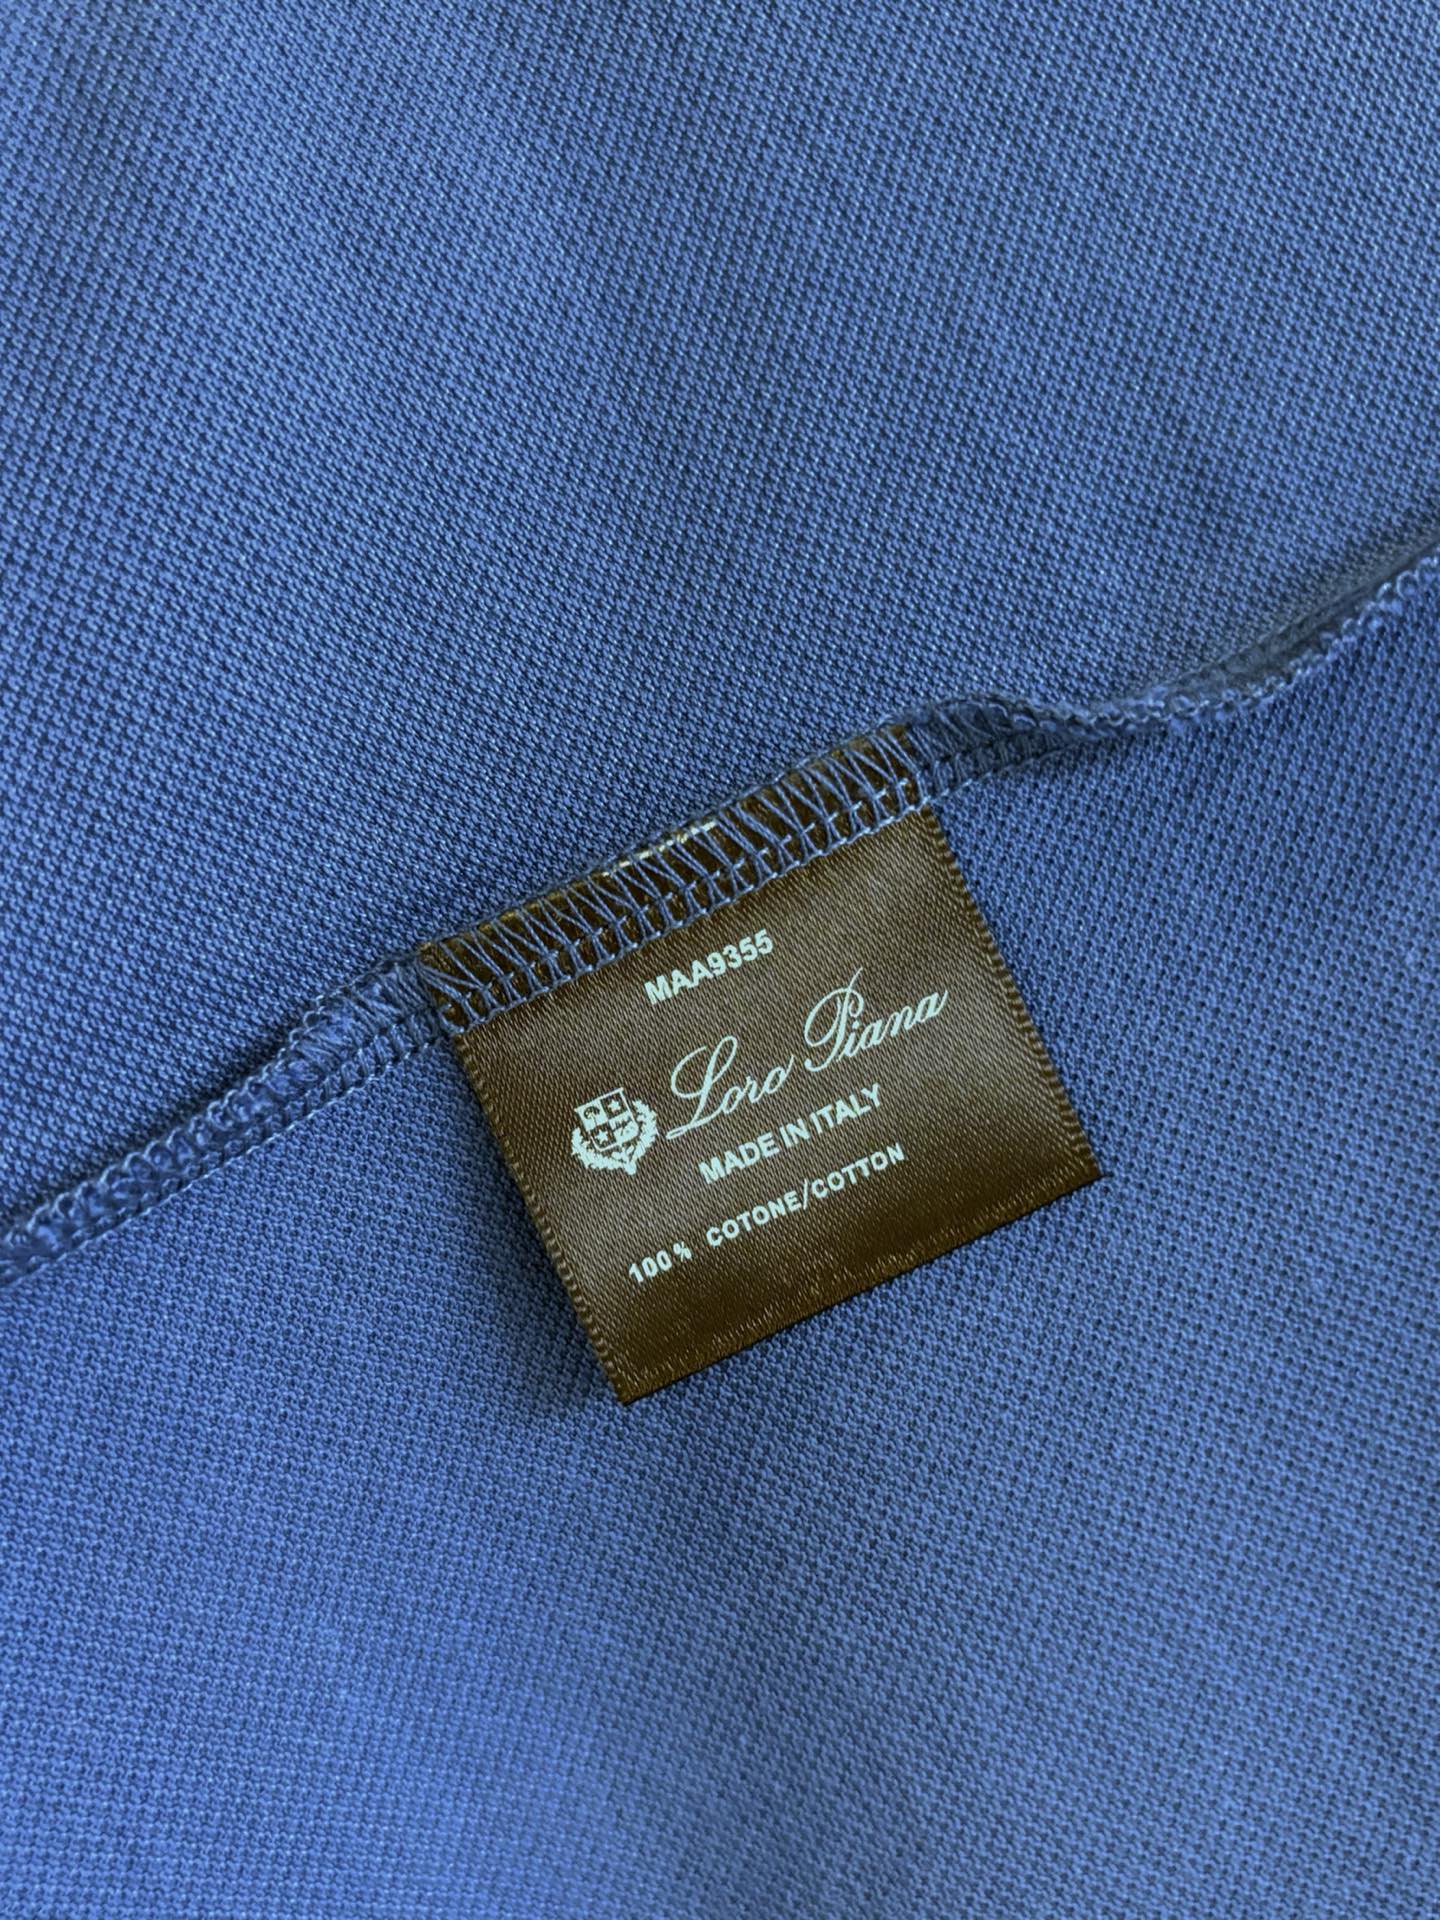 MAA9355
Loro Piana
MADE IN ITALY
100% COTONE/COTTON